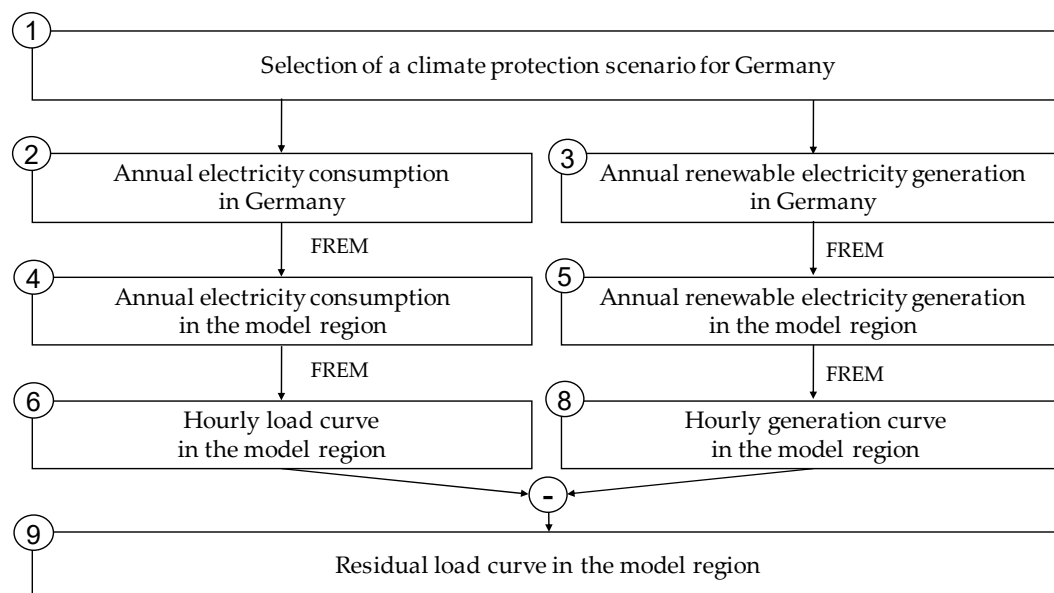 1
Selection of a climate protection scenario for Germany
2
Annual electricity consumption
in Germany
3
Annual renewable electricity generation
in Germany
FREM
FREM
4
Annual electricity consumption
in the model region
5
Annual renewable electricity generation
in the model region
FREM
FREM
6
Hourly load curve
in the model region
8
Hourly generation curve
in the model region
-
9
Residual load curve in the model region